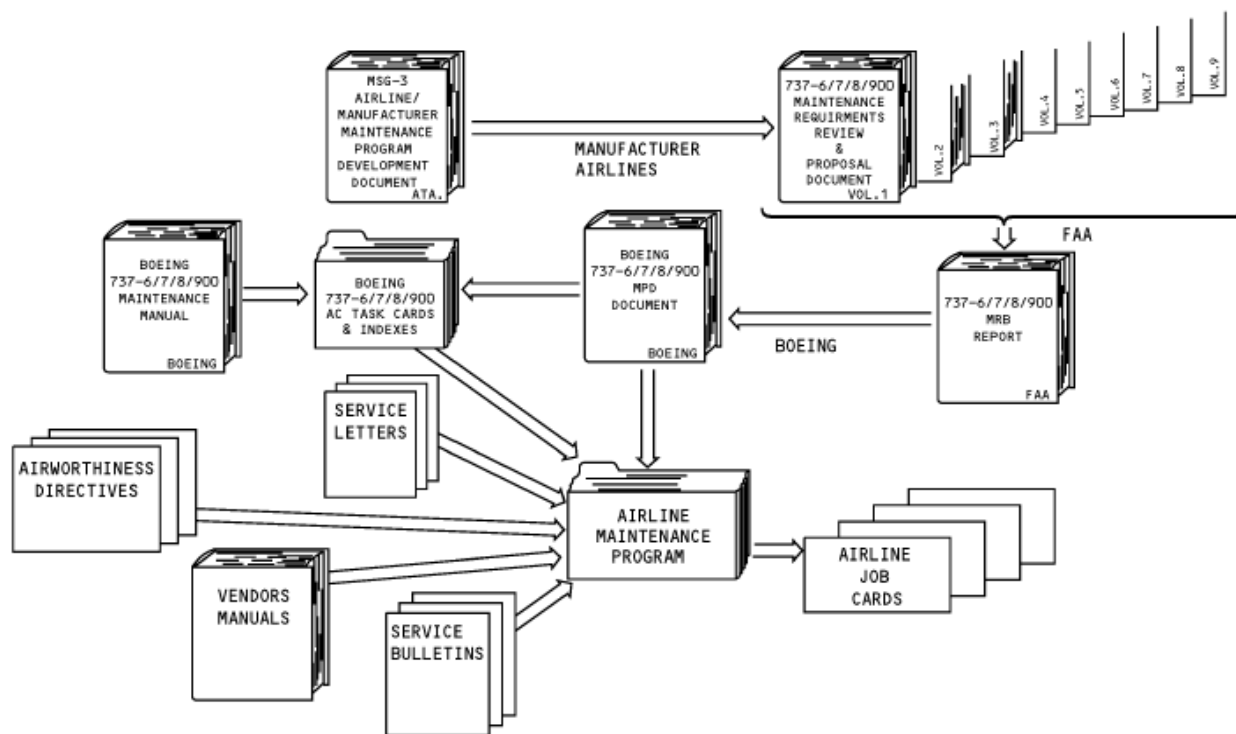 MSG-3
AIRLINE/
MANUFACTURER
MAINTENANCE
PROGRAM
DEVELOPMENT
DOCUMENT
ATA.
MANUFACTURER
AIRLINES
737-6/7/8/900
MAINTENANCE
REQUIRMENTS
REVIEW
&
PROPOSAL
DOCUMENT
VOL.1
VOL.2
VOL.3
VOL.4
VOL.5
VOL.6
VOL.7
VOL.8
VOL.9
FAA
BOEING
737-6/7/8/900
MAINTENANCE
MANUAL
BOEING
BOEING
737-6/7/8/900
AC TASK CARDS
& INDEXES
BOEING
737-6/7/8/900
MPD
DOCUMENT
BOEING
BOEING
737-6/7/8/900
MRB
REPORT
FAA
SERVICE
LETTERS
AIRWORTHINESS
DIRECTIVES
VENDORS
MANUALS
SERVICE
BULLETINS
AIRLINE
MAINTENANCE
PROGRAM
AIRLINE
JOB
CARDS